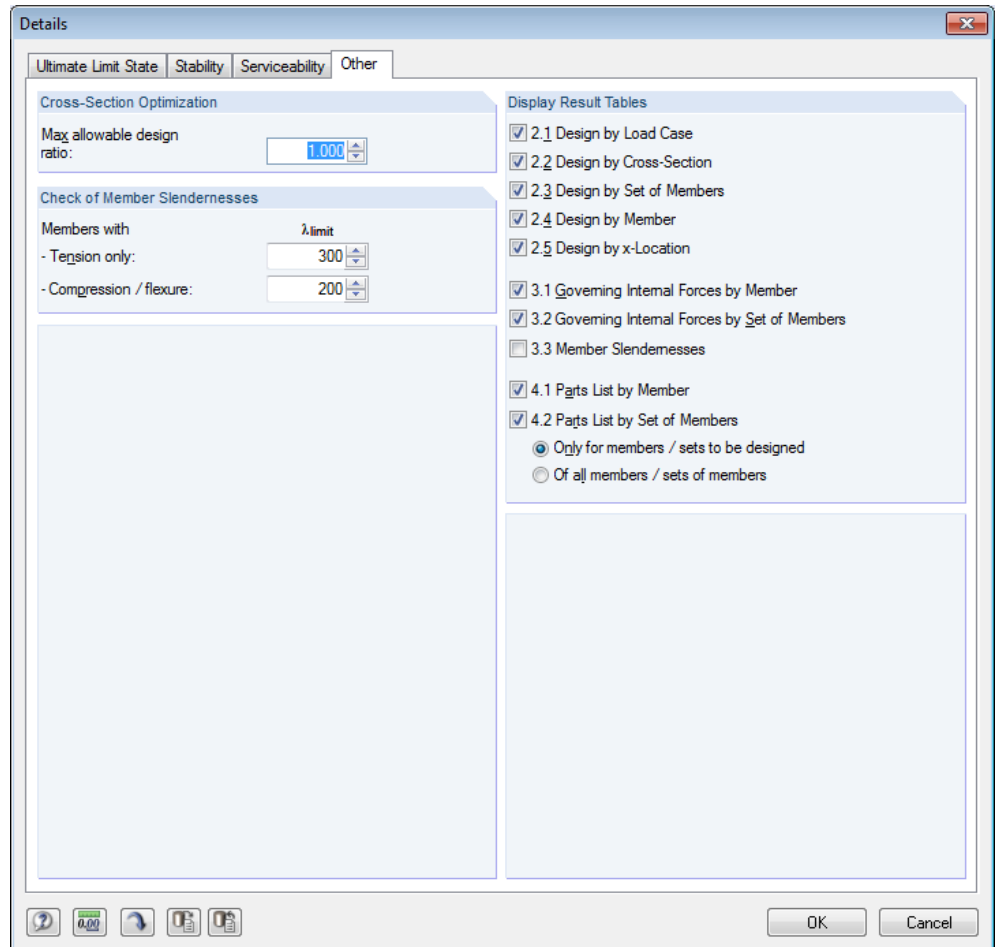 Details
Ultimate Limit State
Stability
Serviceability
Other
Cross-Section Optimization
Max allowable design
ratio:
1.000
Check of Member Slendernesses
Members with
λlimit
- Tension only:
300
- Compression / flexure:
200
Display Result Tables
2.1 Design by Load Case
2.2 Design by Cross-Section
2.3 Design by Set of Members
2.4 Design by Member
2.5 Design by x-Location
3.1 Governing Internal Forces by Member
3.2 Governing Internal Forces by Set of Members
3.3 Member Slendernesses
4.1 Parts List by Member
4.2 Parts List by Set of Members
Only for members / sets to be designed
Of all members / sets of members
0.00
OK
Cancel